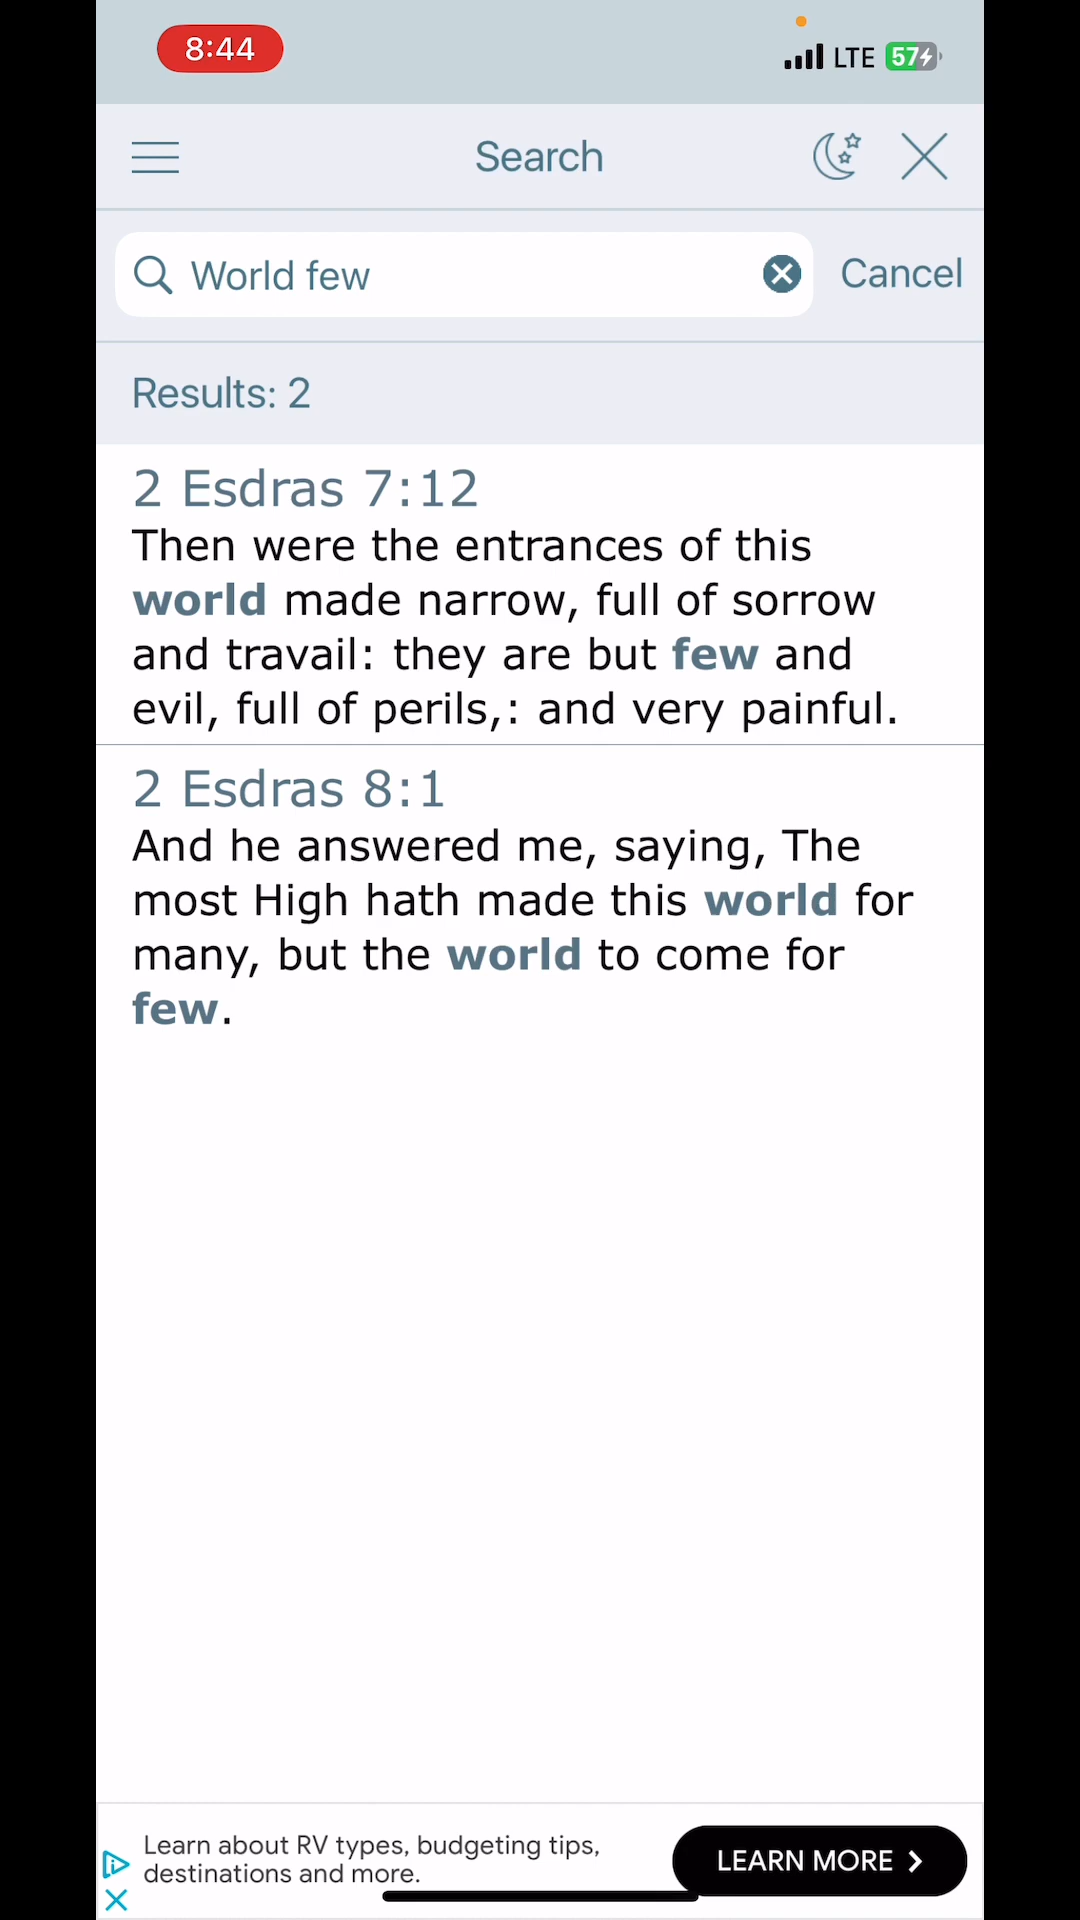 8:44
LTE 57
Search
World few
Cancel
Results: 2
2 Esdras 7:12
Then were the entrances of this
world made narrow, full of sorrow
and travail: they are but few and
evil, full of perils,: and very painful.
2 Esdras 8:1
And he answered me, saying, The
most High hath made this world for
many, but the world to come for
few.
Learn about RV types, budgeting tips,
destinations and more.
LEARN MORE